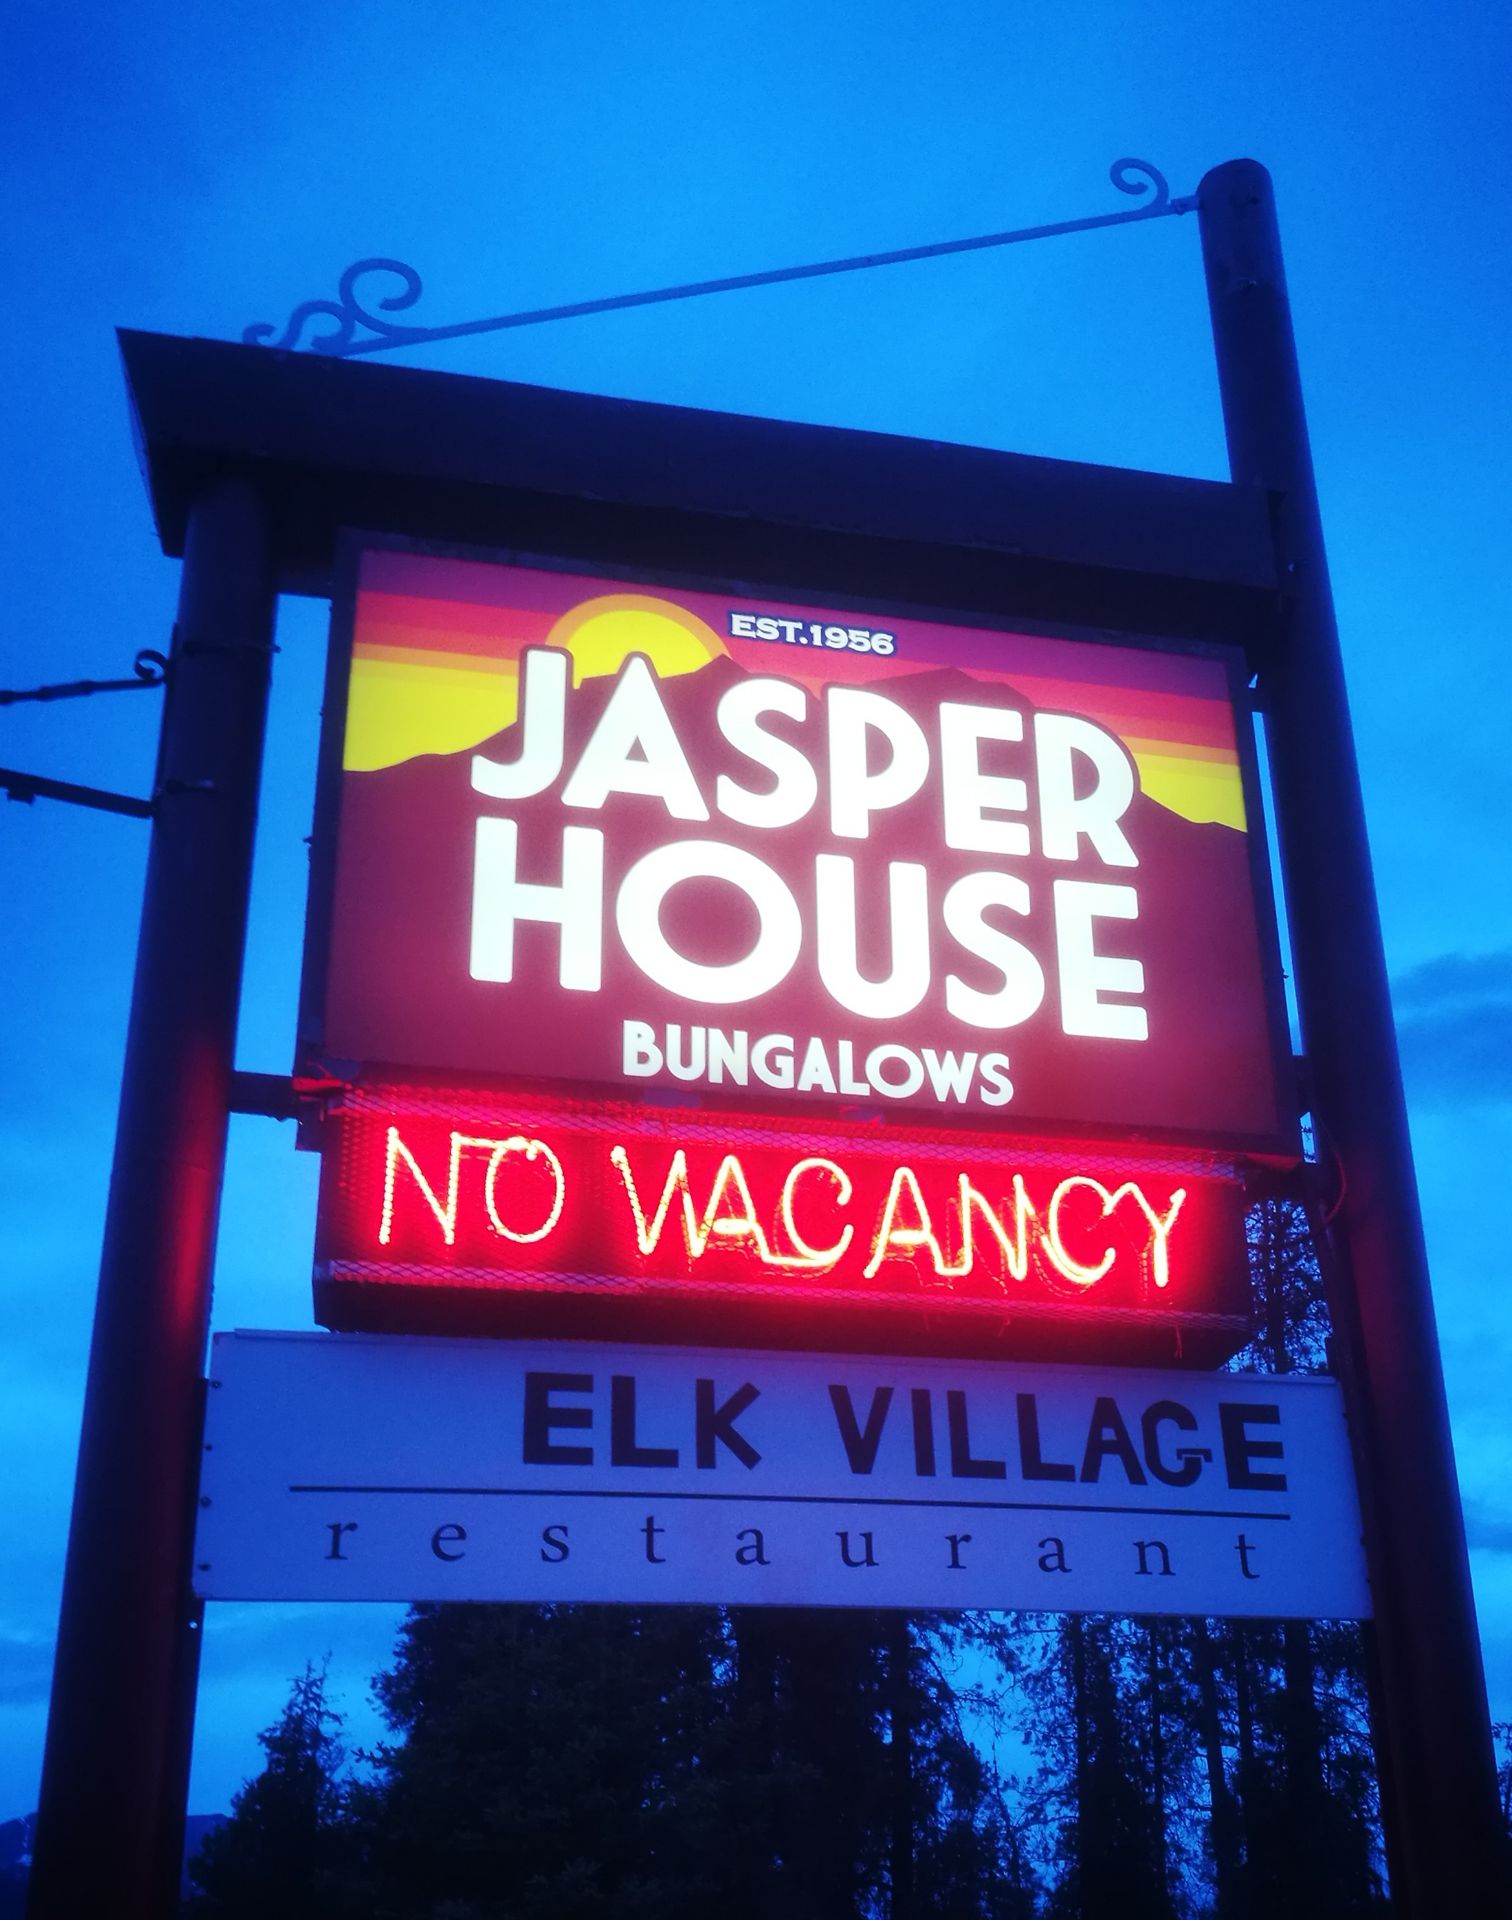 EST.1956
JASPER
HOUSE
BUNGALOWS
NO VACANCY
ELK VILLAGE
restaurant